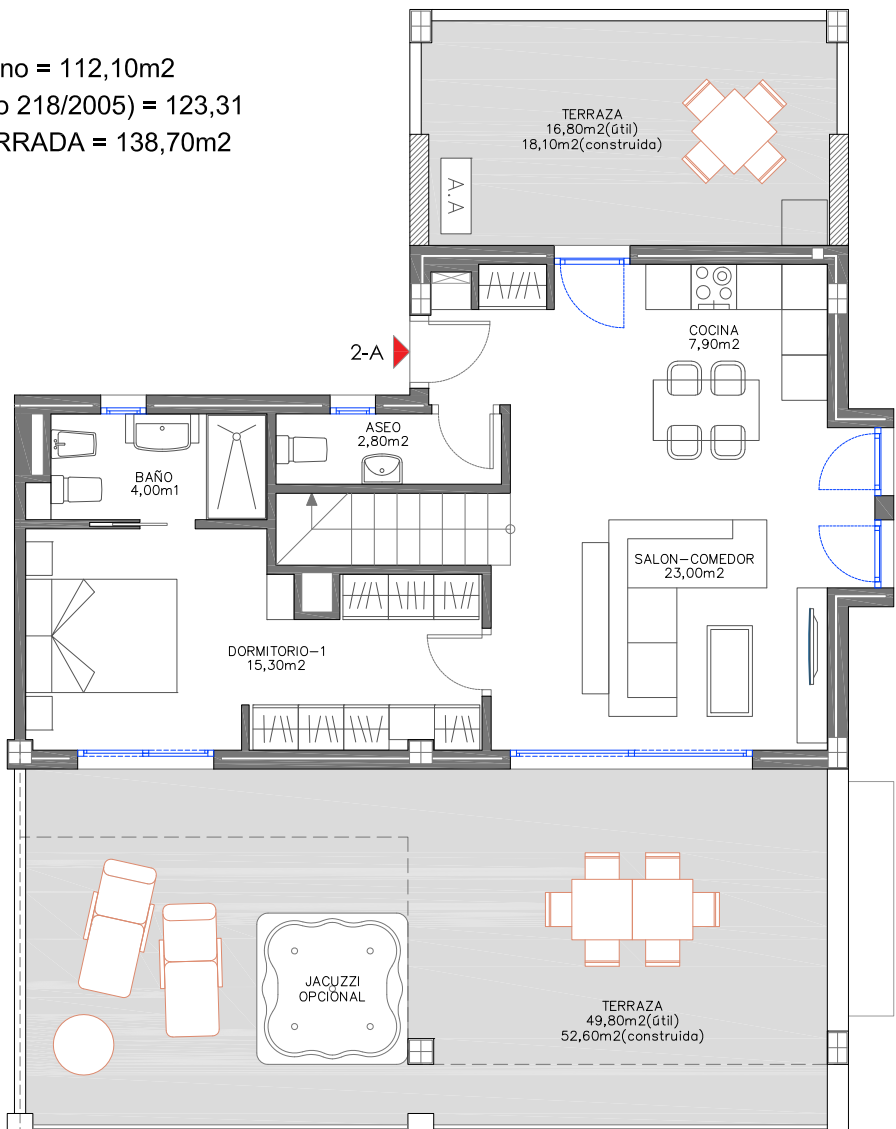 no = 112,10m2
o 218/2005) = 123,31
RRADA = 138,70m2
TERRAZA
16,80m2(útil)
18,10m2(construida)
A.A
COCINA
7,90m2
2-A
ASEO
2,80m2
BAÑO
4,00m1
SALON-COMEDOR
23,00m2
DORMITORIO-1
15,30m2
JACUZZI
OPCIONAL
TERRAZA
49,80m2(útil)
52,60m2(construida)